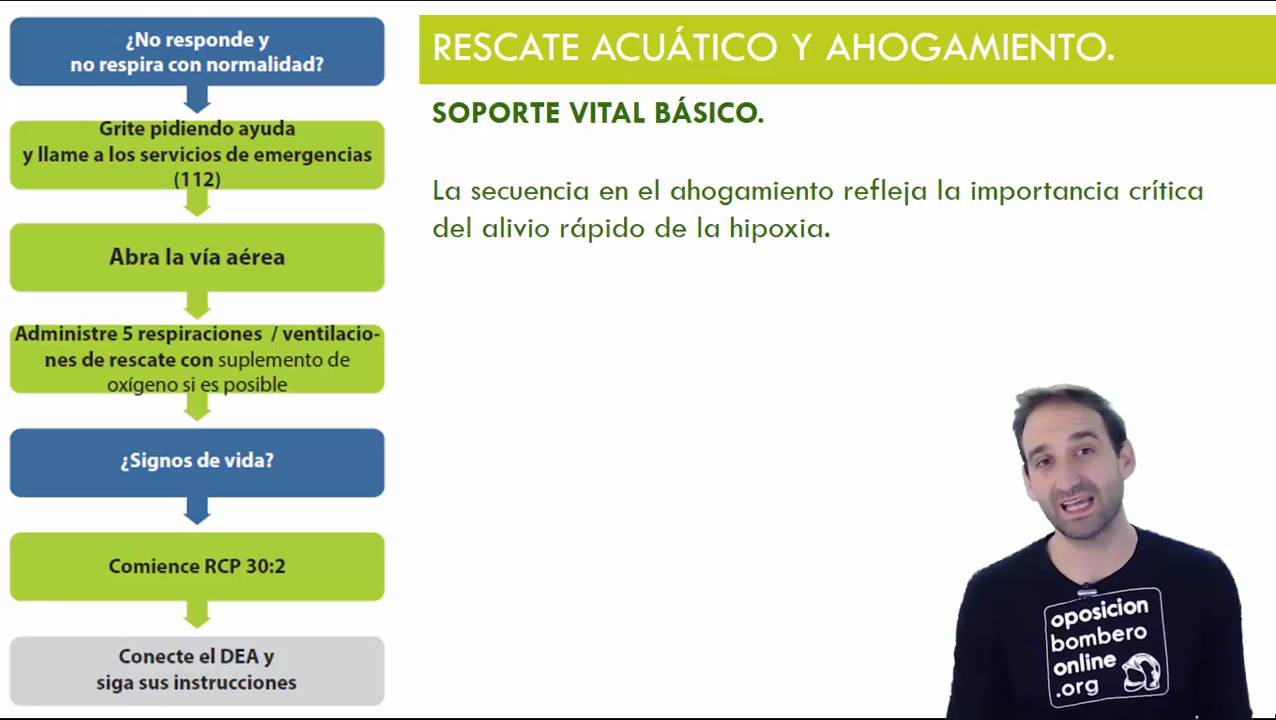 ¿No responde y
no respira con normalidad?
Grite pidiendo ayuda
y llame a los servicios de emergencias
(112)
Abra la vía aérea
Administre 5 respiraciones / ventilacio-
nes de rescate con suplemento de
oxígeno si es posible
¿Signos de vida?
Comience RCP 30:2
Conecte el DEA y
siga sus instrucciones
RESCATE ACUÁTICO Y AHOGAMIENTO.
SOPORTE VITAL BÁSICO.
La secuencia en el ahogamiento refleja la importancia crítica
del alivio rápido de la hipoxia.
oposicion
bombero
online
.org